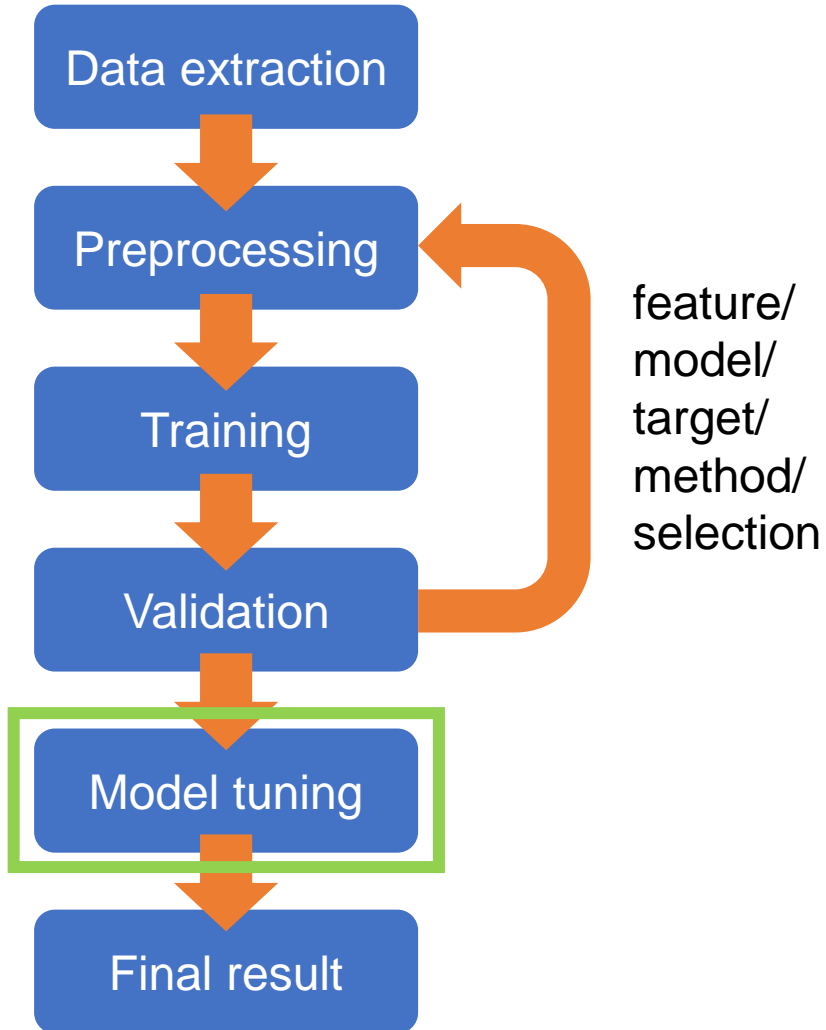 Data extraction
Preprocessing
feature/
model/
target/
method/
selection
Training
Validation
Model tuning
Final result